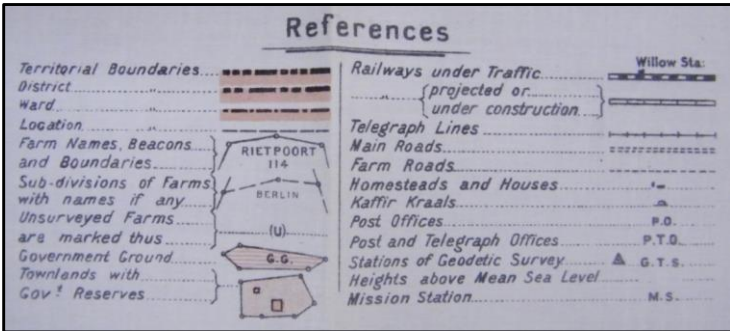 References
Territorial Boundaries
District "
Ward "
Location "
Farm Names, Beacons
and Boundaries
RIETPOORT
114
Sub-divisions of Farms
with names if any
BERLIN
Unsurveyed Farms
are marked thus
(U)
Government Ground
G.G.
Townlands with
Govt. Reserves
Willow Sta:
Railways under Traffic
" projected or
under construction
Telegraph Lines
Main Roads
Farm Roads
Homesteads and Houses
Kaffir Kraals
Post Offices P.O.
Post and Telegraph Offices P.T.O.
Stations of Geodetic Survey G.T.S.
Heights above Mean Sea Level
Mission Station M.S.